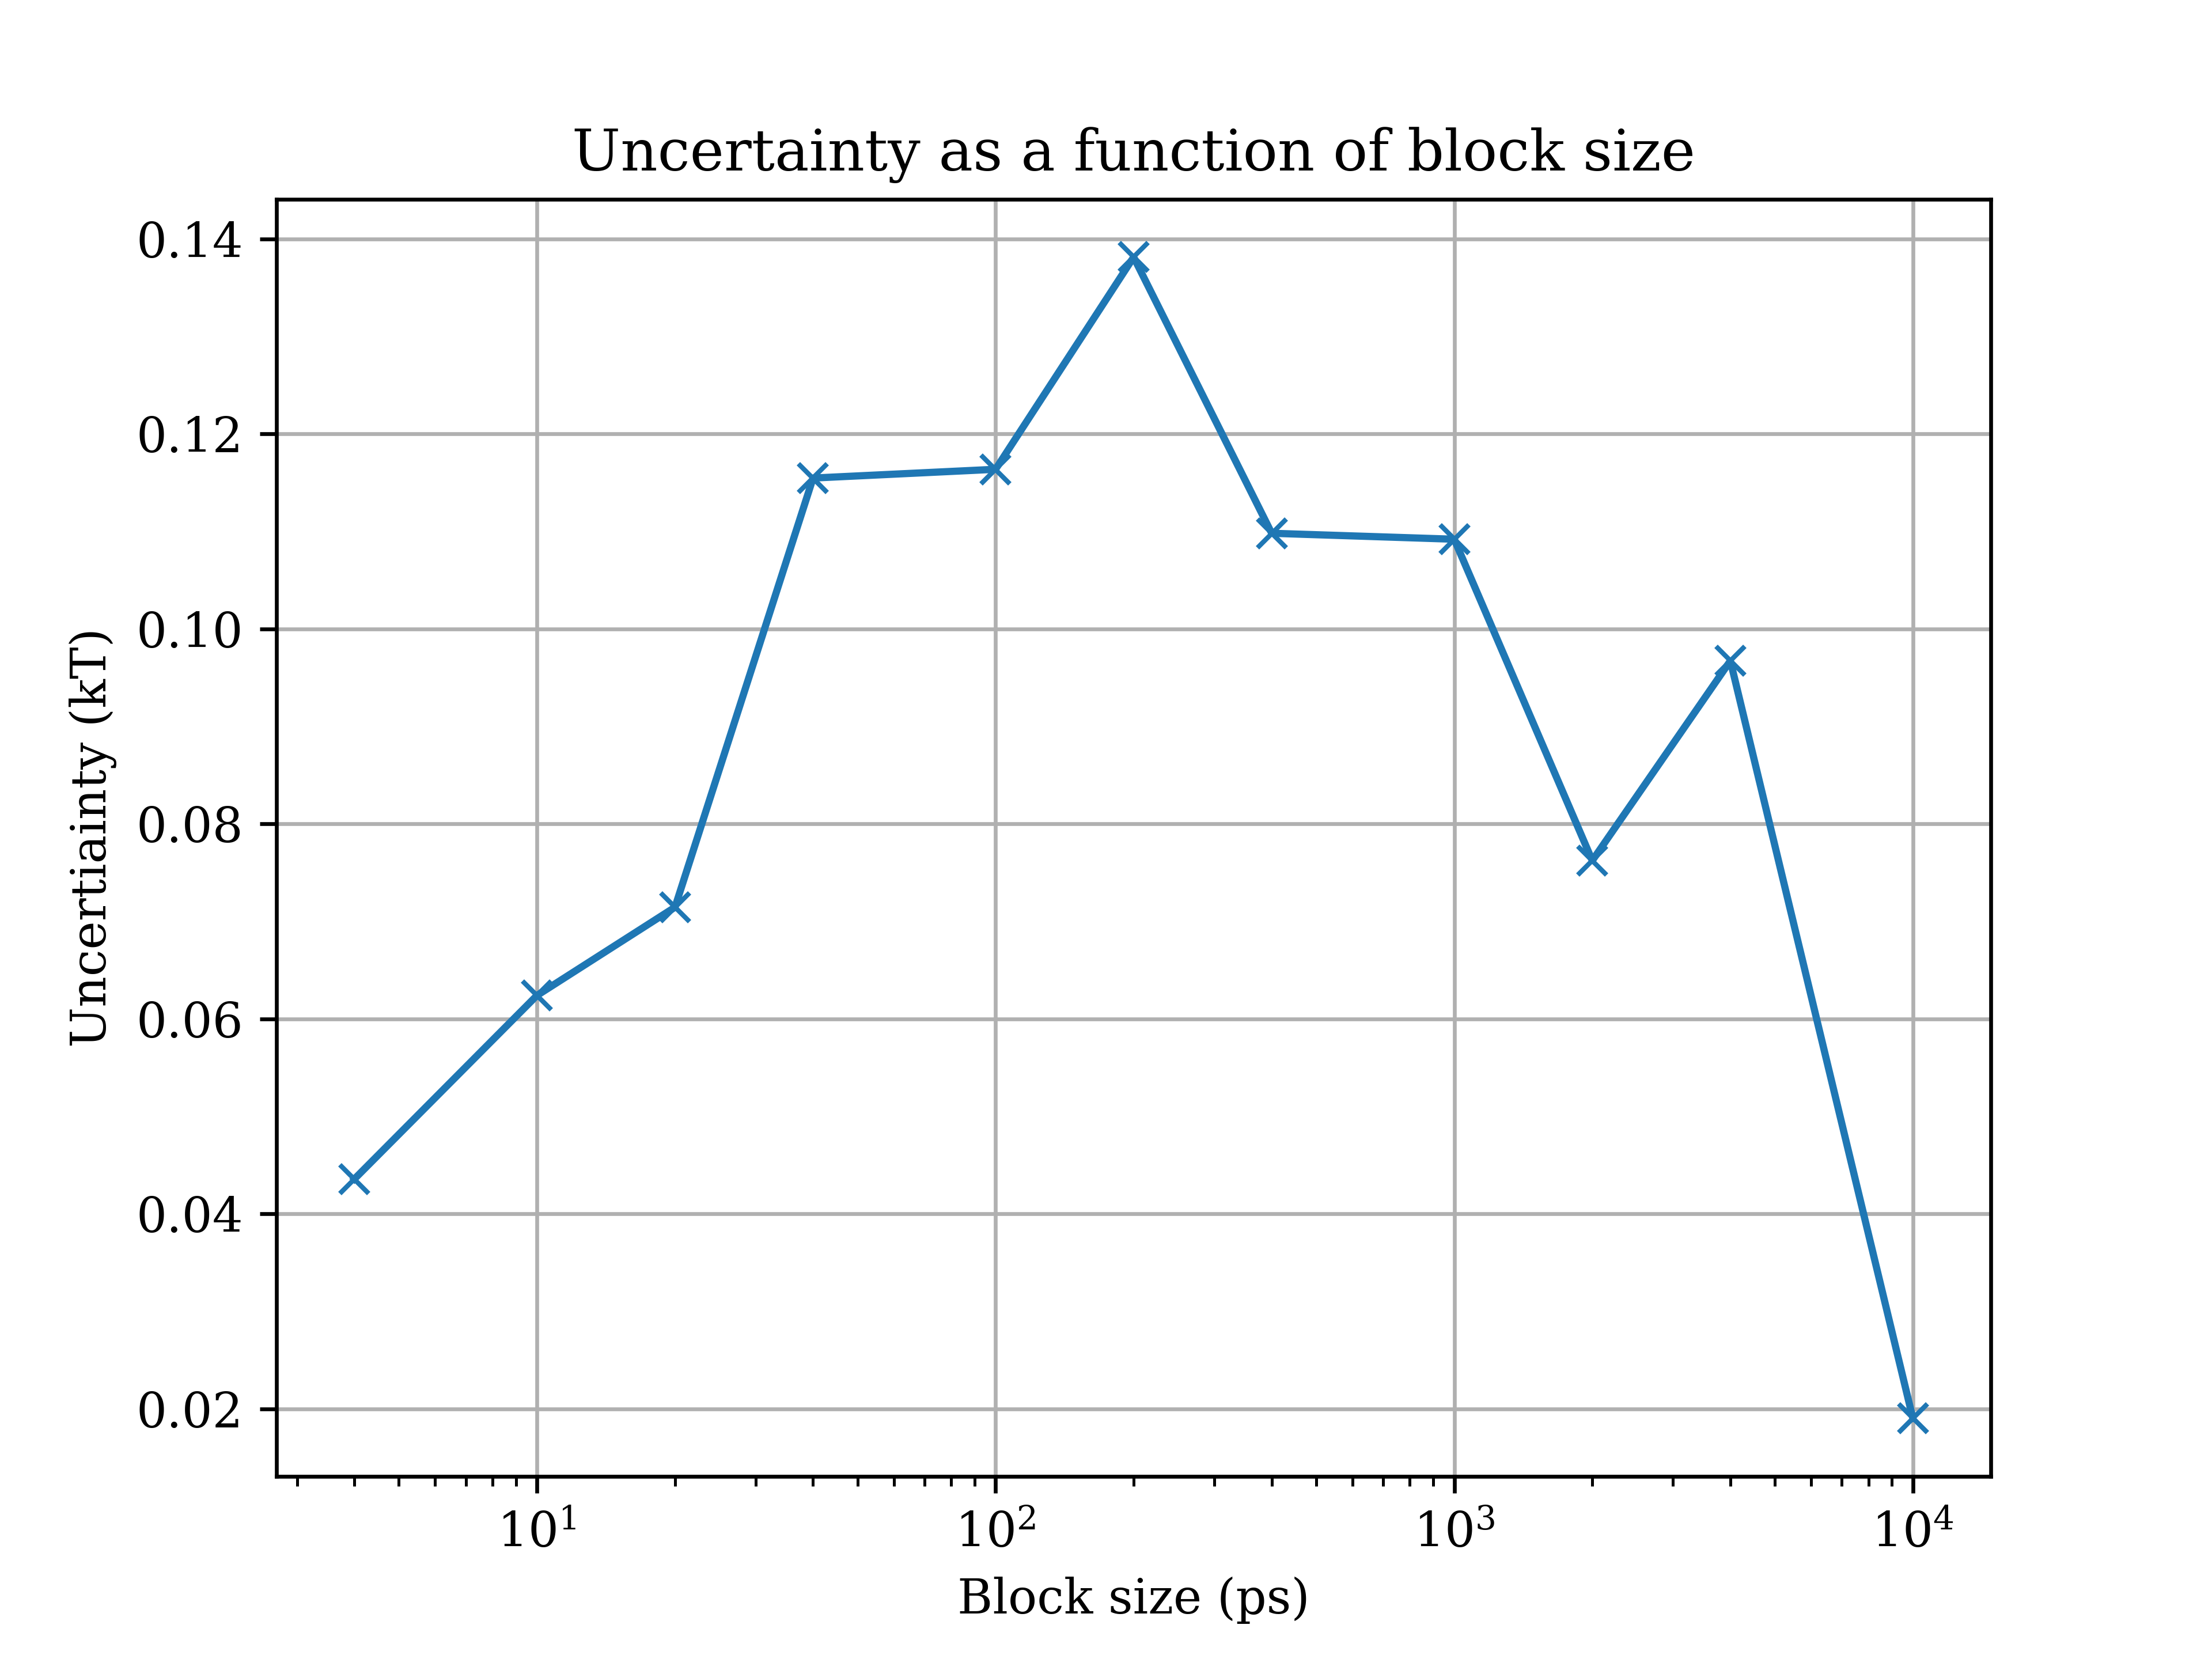 Uncertainty as a function of block size
0.14
0.12
0.10
0.08
0.06
0.04
0.02
Uncertiainty (kT)
10¹ 10² 10³ 10⁴
Block size (ps)